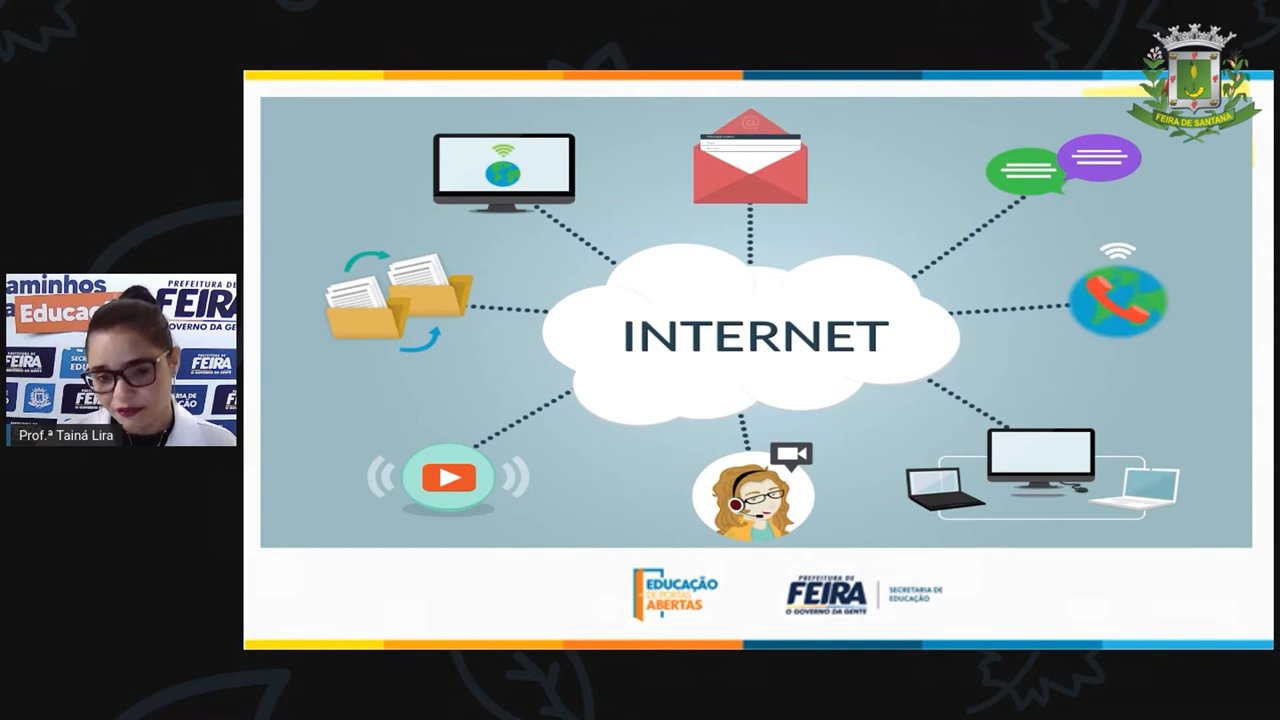 FEIRA DE SANTANA
@
INTERNET
aminhos
Educaç
PREFEITURA DE
FEIRA
GOVERNO DA GENTE
FEIRA
FEIRA
Prof.ª Tainá Lira
EDUCAÇÃO
DE PORTAS
ABERTAS
PREFEITURA DE
FEIRA
O GOVERNO DA GENTE
SECRETARIA DE
EDUCAÇÃO